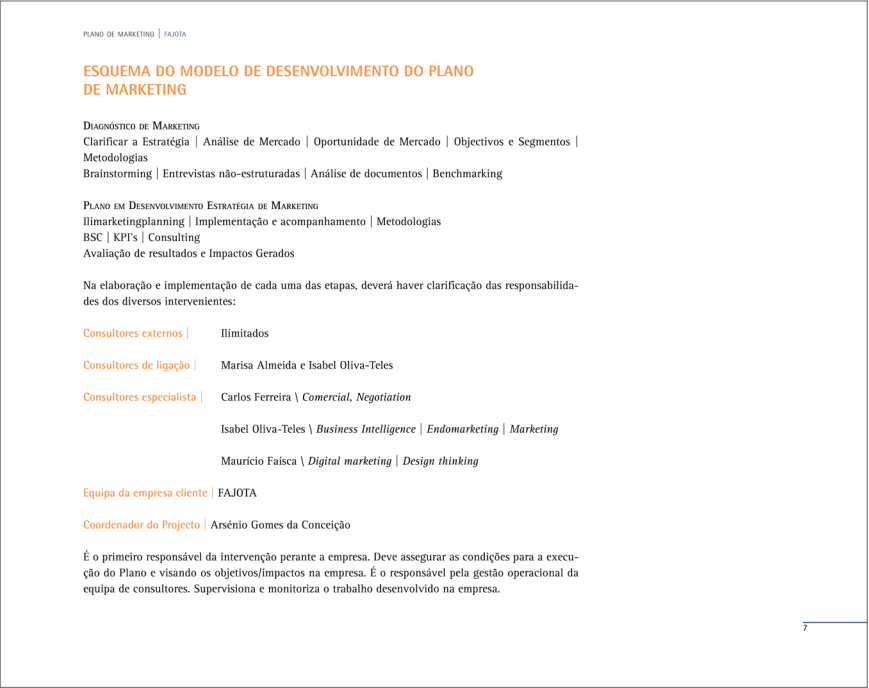 PLANO DE MARKETING | FAJOTA
ESQUEMA DO MODELO DE DESENVOLVIMENTO DO PLANO
DE MARKETING
Diagnóstico de Marketing
Clarificar a Estratégia | Análise de Mercado | Oportunidade de Mercado | Objectivos e Segmentos |
Metodologias
Brainstorming | Entrevistas não-estruturadas | Análise de documentos | Benchmarking
Plano em Desenvolvimento Estratégia de Marketing
Ilimarketingplanning | Implementação e acompanhamento | Metodologias
BSC | KPI's | Consulting
Avaliação de resultados e Impactos Gerados
Na elaboração e implementação de cada uma das etapas, deverá haver clarificação das responsabilida-
des dos diversos intervenientes:
Consultores externos | Ilimitados
Consultores de ligação | Marisa Almeida e Isabel Oliva-Teles
Consultores especialista | Carlos Ferreira \ Comercial, Negotiation
Isabel Oliva-Teles \ Business Intelligence | Endomarketing | Marketing
Maurício Faísca \ Digital marketing | Design thinking
Equipa da empresa cliente | FAJOTA
Coordenador do Projecto | Arsénio Gomes da Conceição
É o primeiro responsável da intervenção perante a empresa. Deve assegurar as condições para a execu-
ção do Plano e visando os objetivos/impactos na empresa. É o responsável pela gestão operacional da
equipa de consultores. Supervisiona e monitoriza o trabalho desenvolvido na empresa.
7